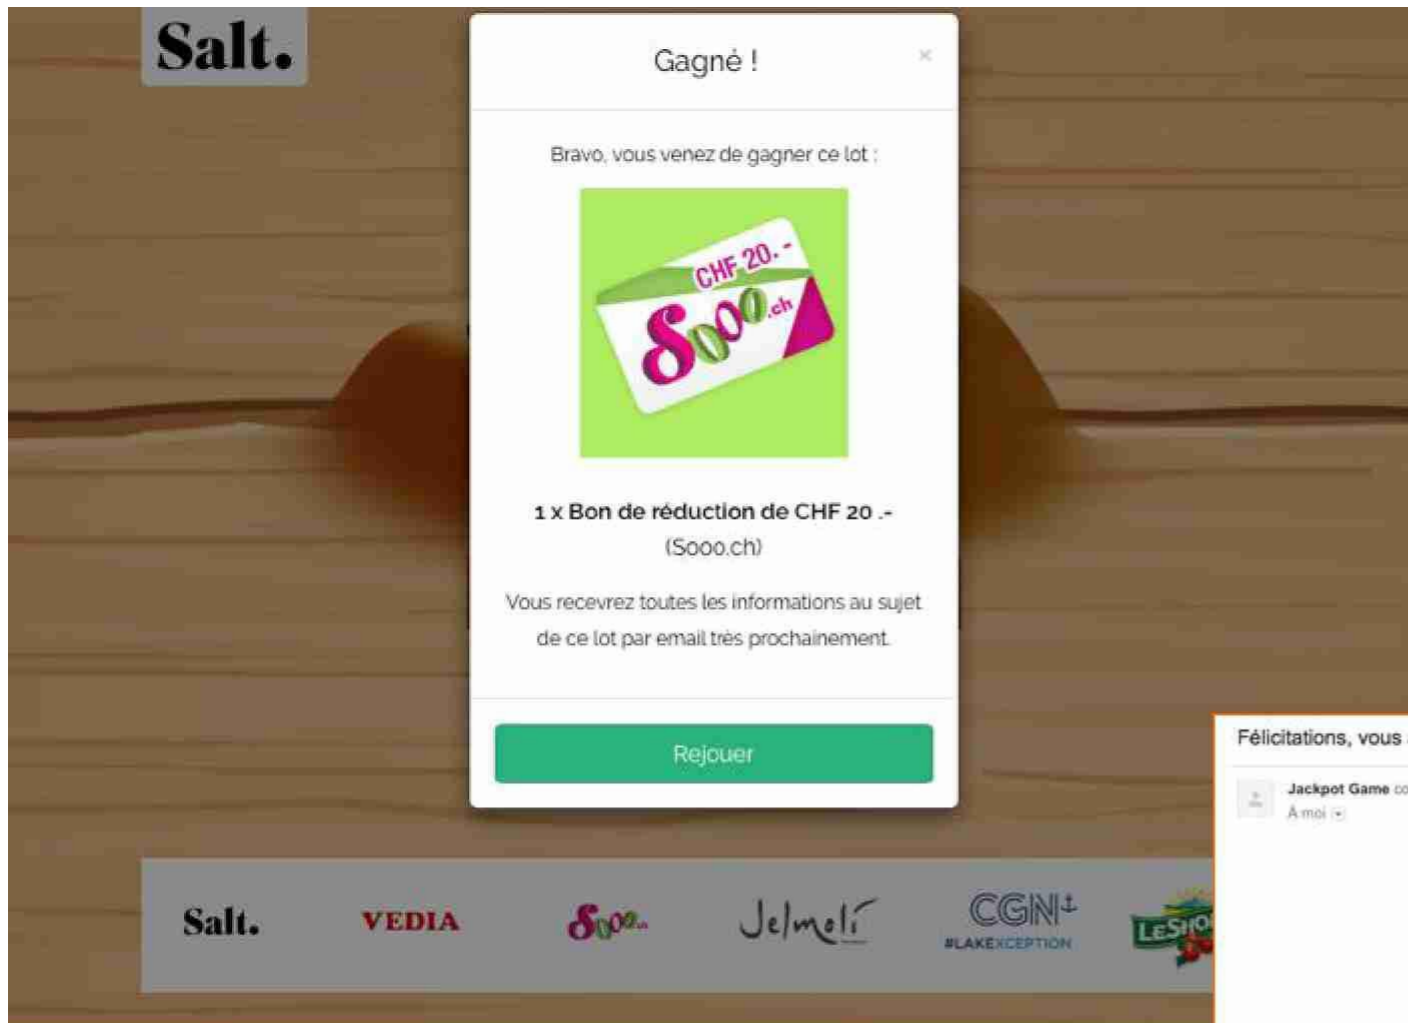 Salt.
Gagné !
×
Bravo, vous venez de gagner ce lot :
CHF 20. -
Sooo.ch
1 x Bon de réduction de CHF 20 .-
(Sooo.ch)
Vous recevrez toutes les informations au sujet
de ce lot par email très prochainement.
Rejouer
Félicitations, vous
Jackpot Game co
À moi
Salt.
VEDIA
Sooo.ch
Jelmoli
CGN
#LAKEXCEPTION
LESHO